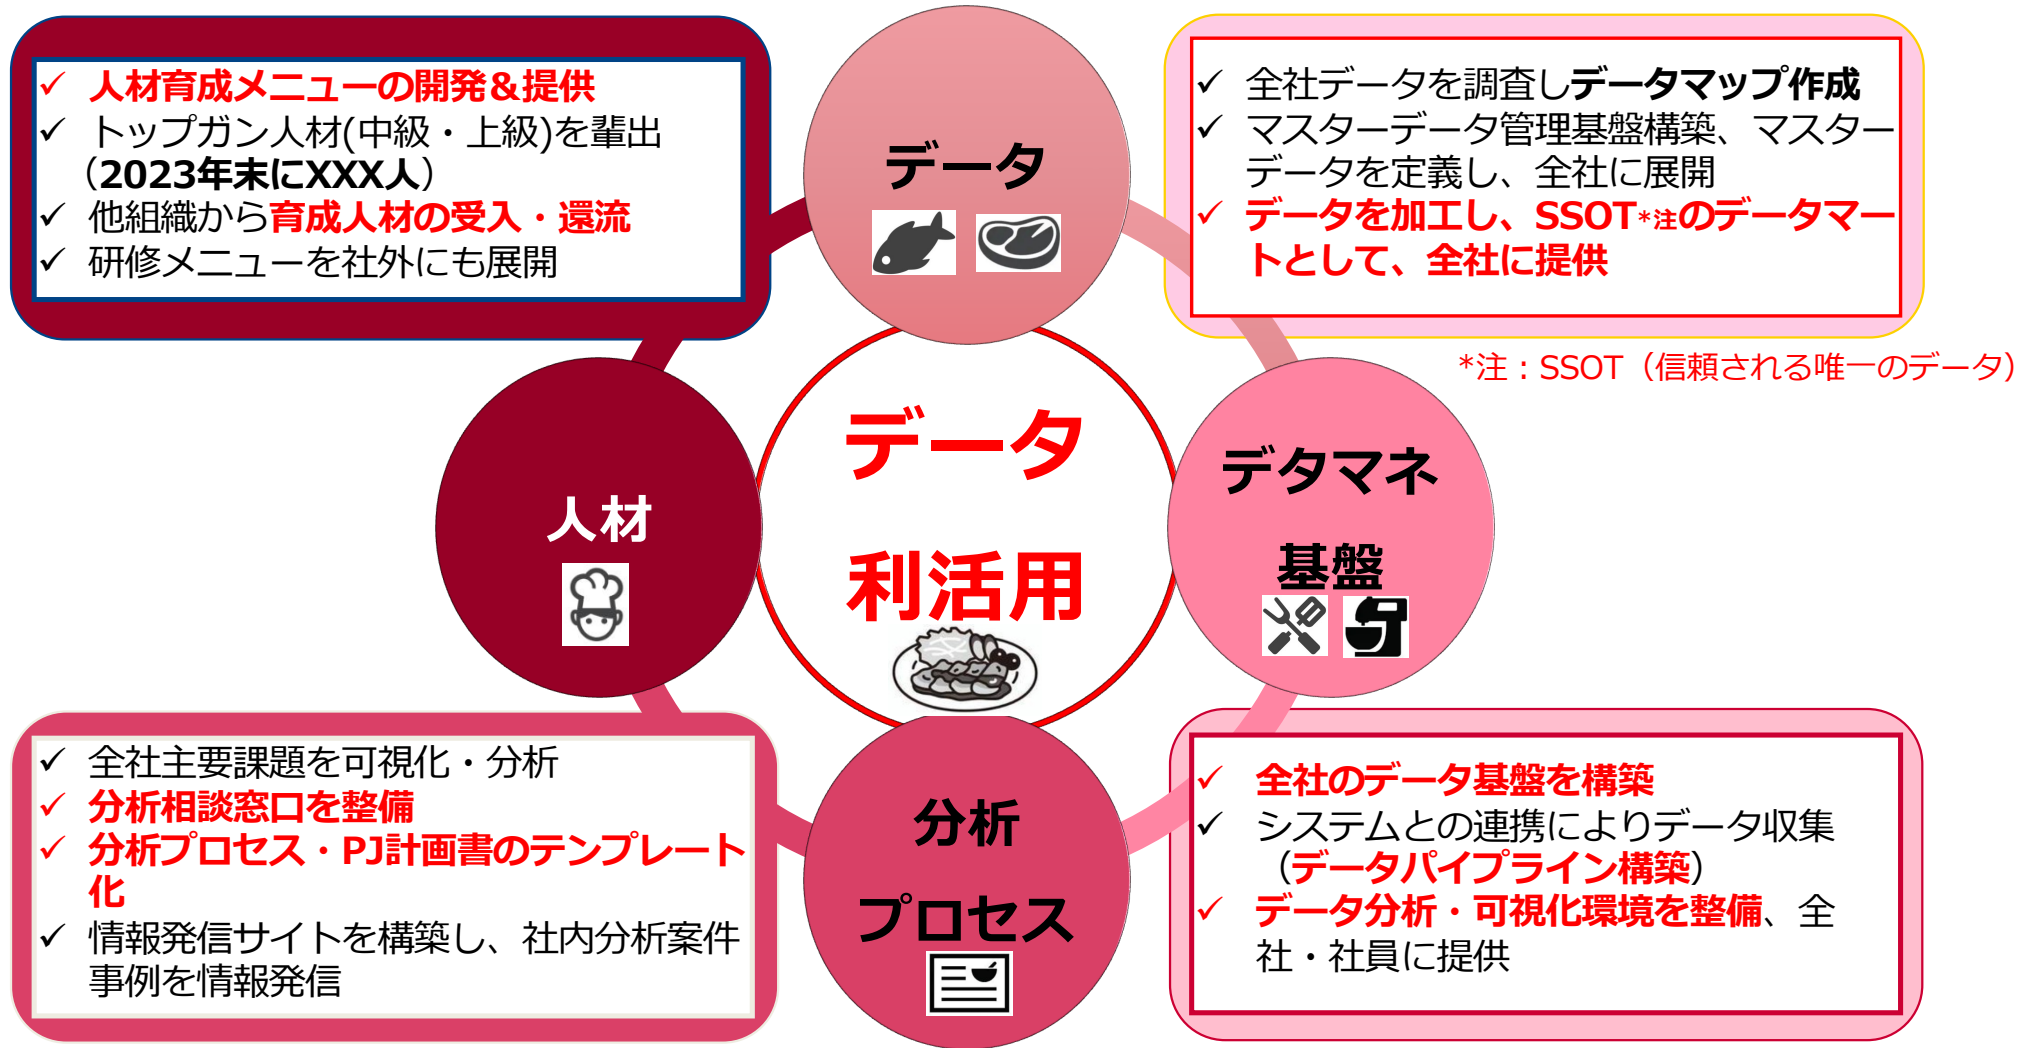 ✓ 人材育成メニューの開発＆提供
✓ トップガン人材(中級・上級)を輩出
（2023年末にXXX人）
✓ 他組織から育成人材の受入・還流
✓ 研修メニューを社外にも展開
データ
✓ 全社データを調査しデータマップ作成
✓ マスターデータ管理基盤構築、マスター
データを定義し、全社に展開
✓ データを加工し、SSOT*注のデータマー
トとして、全社に提供
*注：SSOT（信頼される唯一のデータ）
人材
データ
利活用
デタマネ
基盤
✓ 全社主要課題を可視化・分析
✓ 分析相談窓口を整備
✓ 分析プロセス・PJ計画書のテンプレート
化
✓ 情報発信サイトを構築し、社内分析案件
事例を情報発信
分析
プロセス
✓ 全社のデータ基盤を構築
✓ システムとの連携によりデータ収集
（データパイプライン構築）
✓ データ分析・可視化環境を整備、全
社・社員に提供